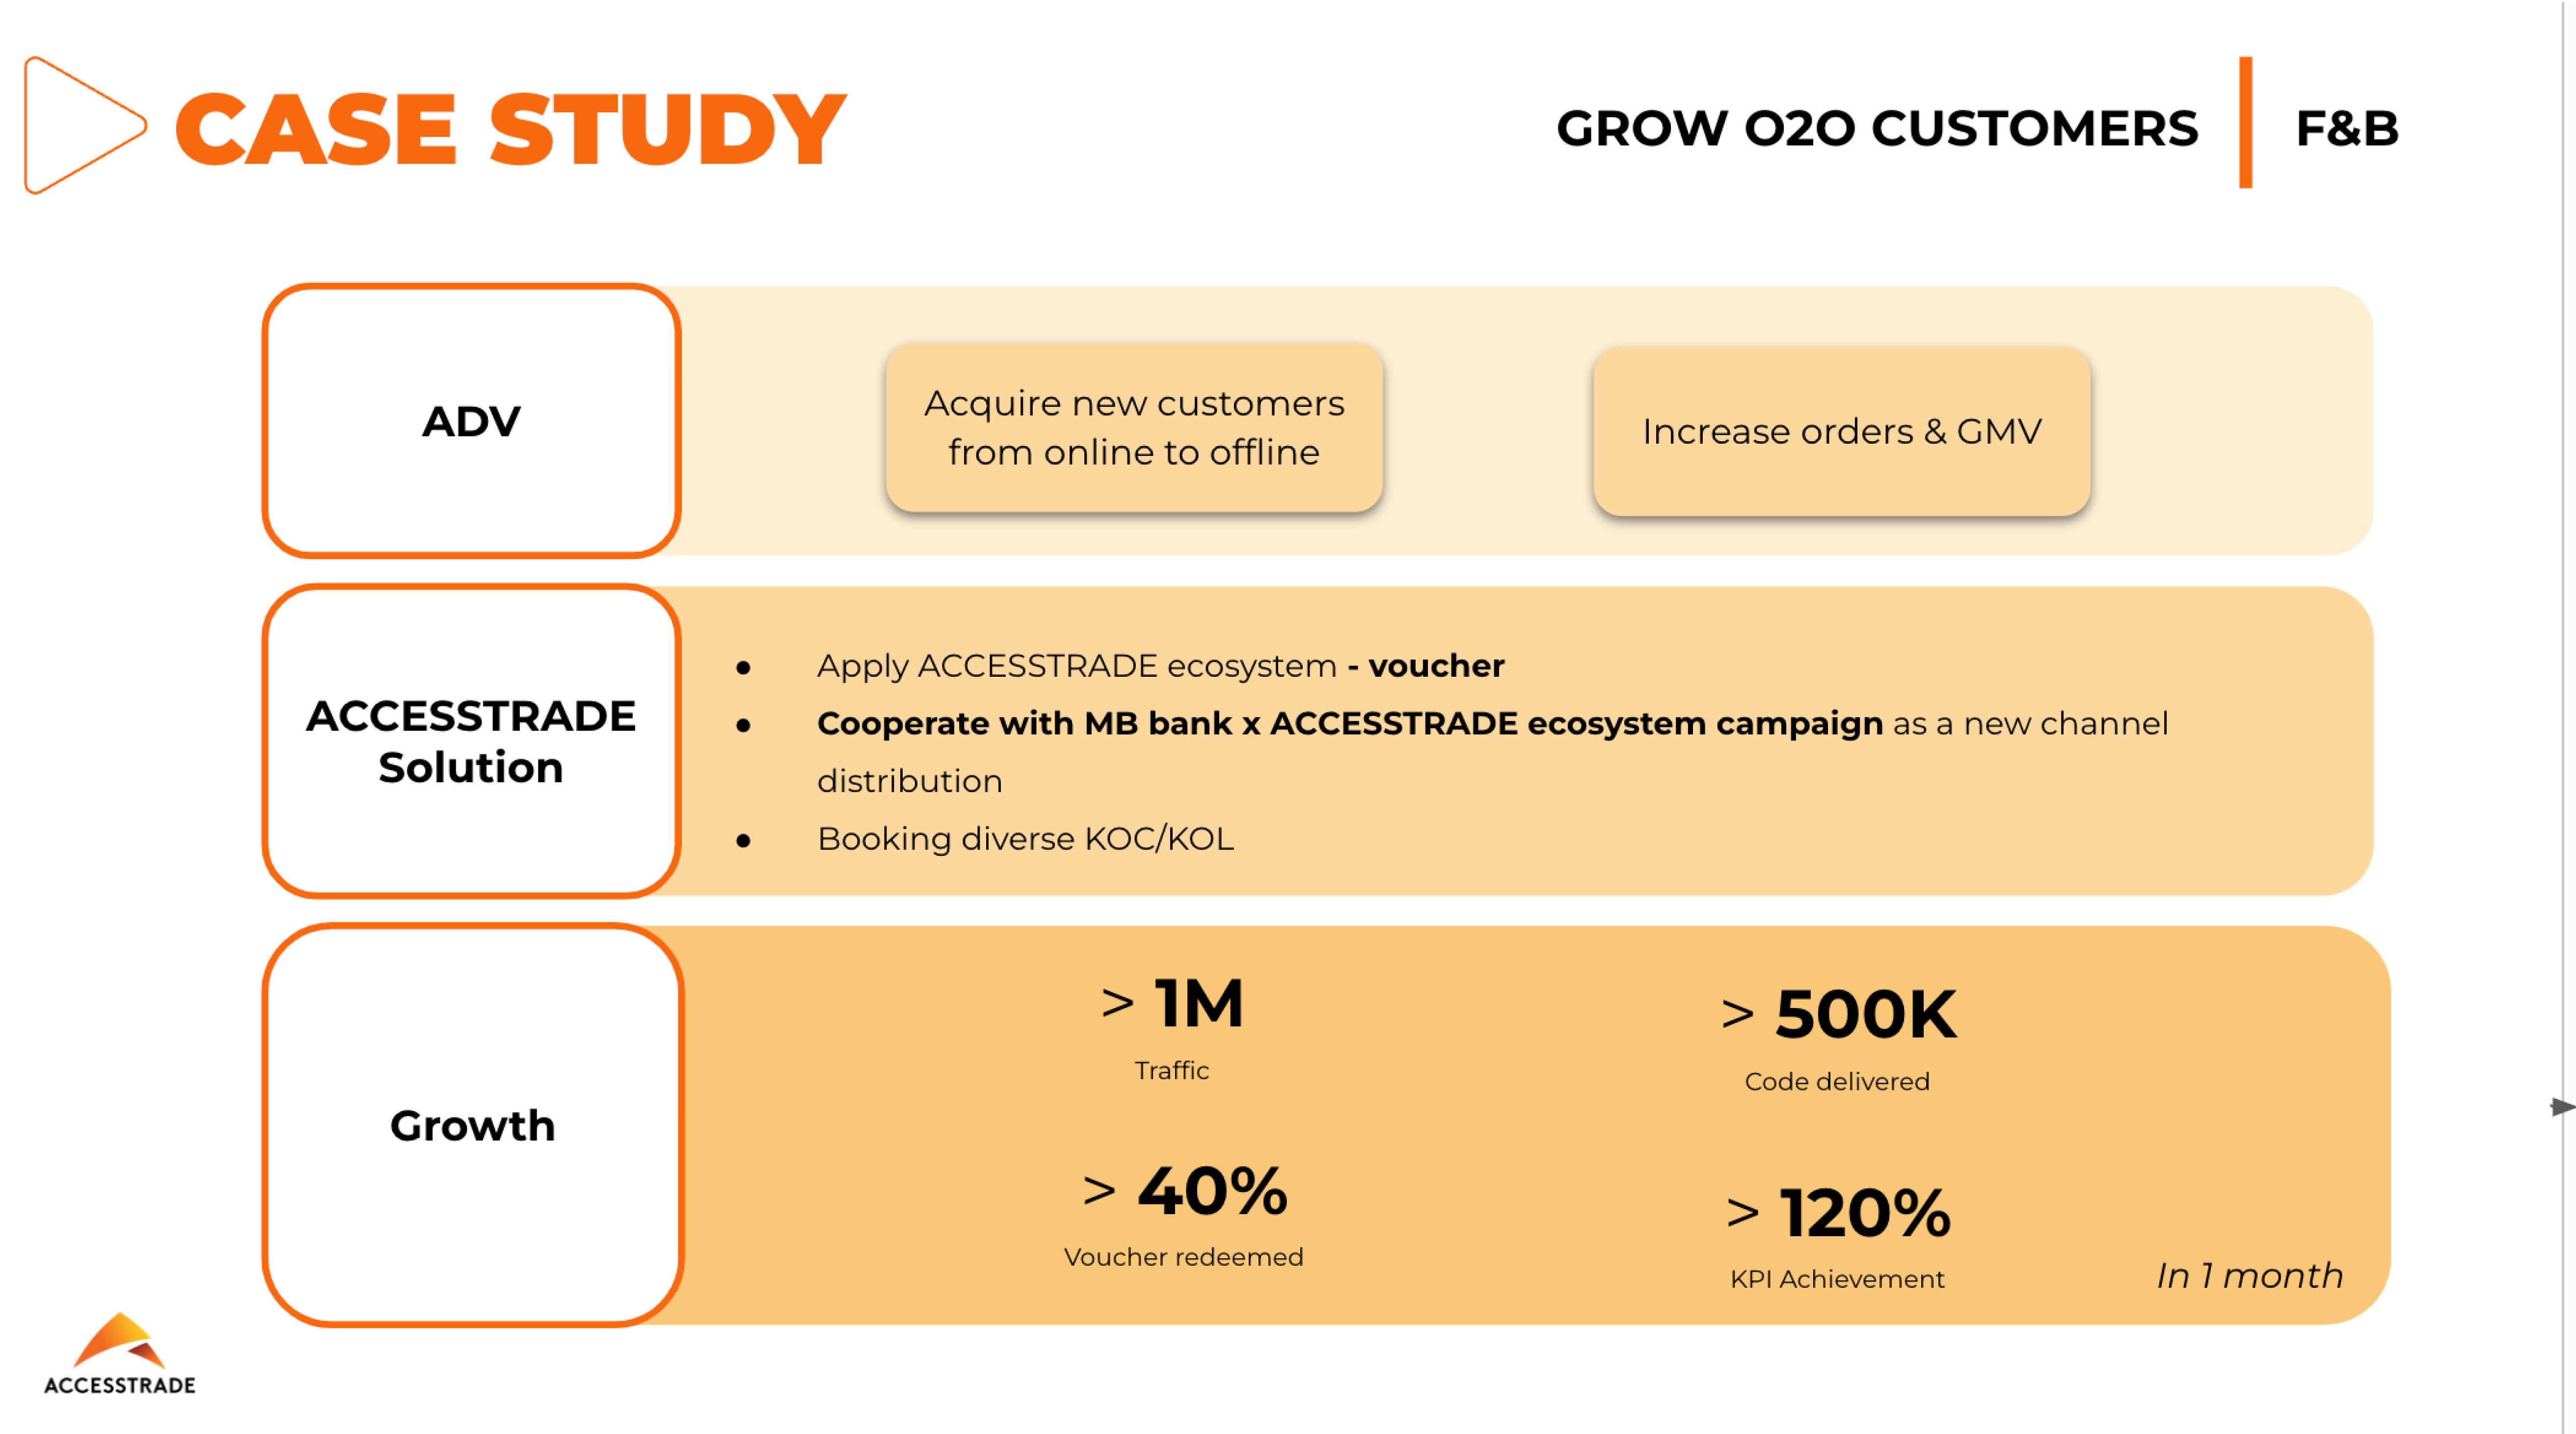 CASE STUDY
GROW O2O CUSTOMERS
F&B
ADV
Acquire new customers
from online to offline
Increase orders & GMV
ACCESSTRADE
Solution
● Apply ACCESSTRADE ecosystem - voucher
● Cooperate with MB bank x ACCESSTRADE ecosystem campaign as a new channel
distribution
● Booking diverse KOC/KOL
Growth
> 1M
Traffic
> 500K
Code delivered
> 40%
Voucher redeemed
> 120%
KPI Achievement
In 1 month
ACCESSTRADE